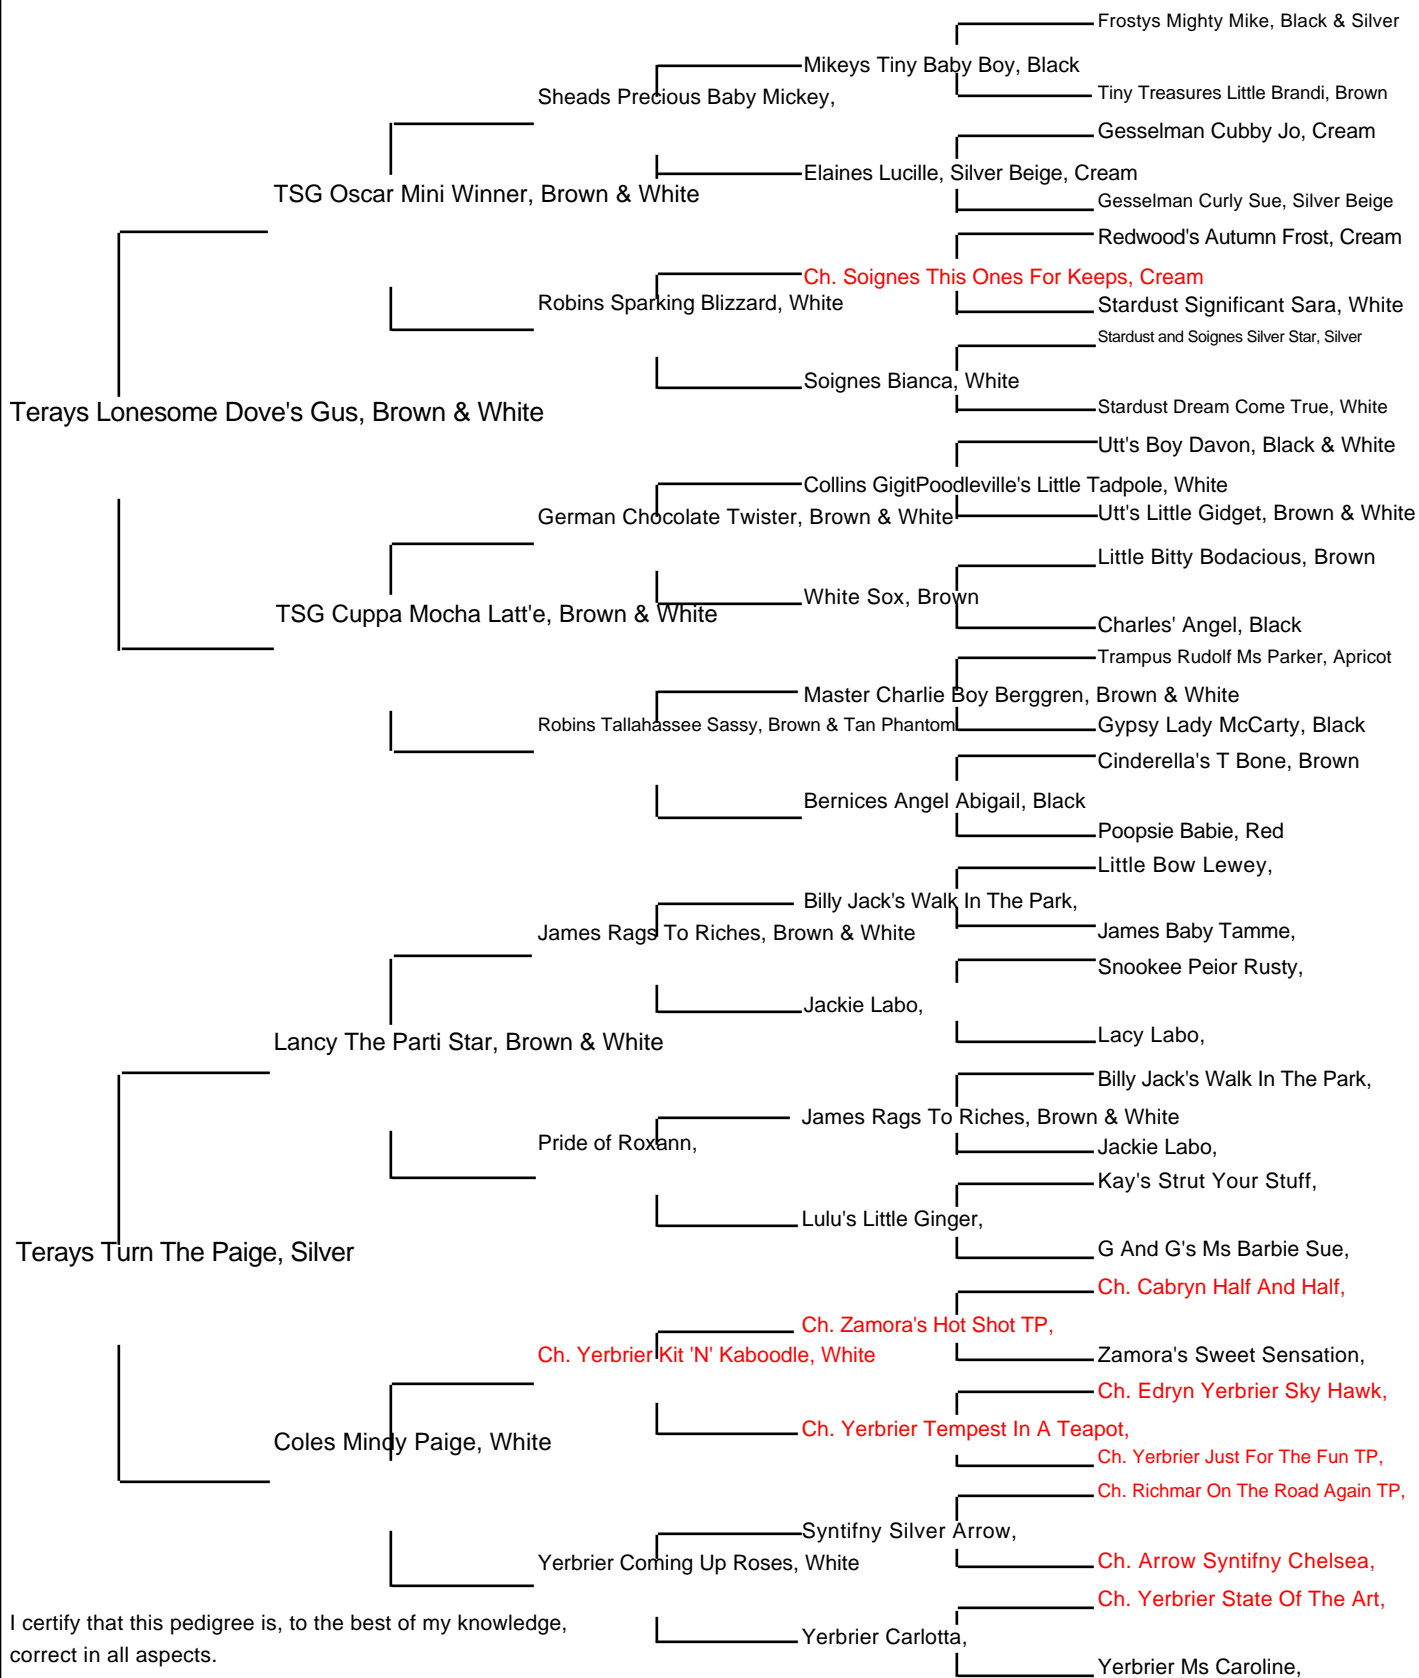 Frostys Mighty Mike, Black & Silver
Mikeys Tiny Baby Boy, Black
Tiny Treasures Little Brandi, Brown
Sheads Precious Baby Mickey,
Gesselman Cubby Jo, Cream
Elaines Lucille, Silver Beige, Cream
TSG Oscar Mini Winner, Brown & White
Gesselman Curly Sue, Silver Beige
Redwood's Autumn Frost, Cream
Ch. Soignes This Ones For Keeps, Cream
Robins Sparking Blizzard, White
Stardust Significant Sara, White
Stardust and Soignes Silver Star, Silver
Soignes Bianca, White
Stardust Dream Come True, White
Terays Lonesome Dove's Gus, Brown & White
Utt's Boy Davon, Black & White
Collins GigitPoodleville's Little Tadpole, White
German Chocolate Twister, Brown & White
Utt's Little Gidget, Brown & White
Little Bitty Bodacious, Brown
White Sox, Brown
TSG Cuppa Mocha Latt'e, Brown & White
Charles' Angel, Black
Trampus Rudolf Ms Parker, Apricot
Master Charlie Boy Berggren, Brown & White
Robins Tallahassee Sassy, Brown & Tan Phantom
Gypsy Lady McCarty, Black
Cinderella's T Bone, Brown
Bernices Angel Abigail, Black
Poopsie Babie, Red
Little Bow Lewey,
Billy Jack's Walk In The Park,
James Rags To Riches, Brown & White
James Baby Tamme,
Snookee Peior Rusty,
Jackie Labo,
Lacy Labo,
Lancy The Parti Star, Brown & White
Billy Jack's Walk In The Park,
James Rags To Riches, Brown & White
Pride of Roxann,
Jackie Labo,
Kay's Strut Your Stuff,
Lulu's Little Ginger,
G And G's Ms Barbie Sue,
Terays Turn The Paige, Silver
Ch. Cabryn Half And Half,
Ch. Zamora's Hot Shot TP,
Ch. Yerbrier Kit 'N' Kaboodle, White
Zamora's Sweet Sensation,
Ch. Edryn Yerbrier Sky Hawk,
Ch. Yerbrier Tempest In A Teapot,
Coles Mindy Paige, White
Ch. Yerbrier Just For The Fun TP,
Ch. Richmar On The Road Again TP,
Syntifny Silver Arrow,
Yerbrier Coming Up Roses, White
Ch. Arrow Syntifny Chelsea,
Ch. Yerbrier State Of The Art,
Yerbrier Carlotta,
Yerbrier Ms Caroline,
I certify that this pedigree is, to the best of my knowledge,
correct in all aspects.